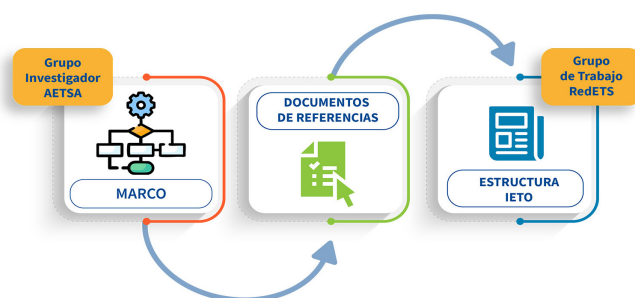 Grupo
Investigador
AETSA
MARCO
DOCUMENTOS
DE REFERENCIAS
Grupo
de Trabajo
RedETS
ESTRUCTURA
IETO